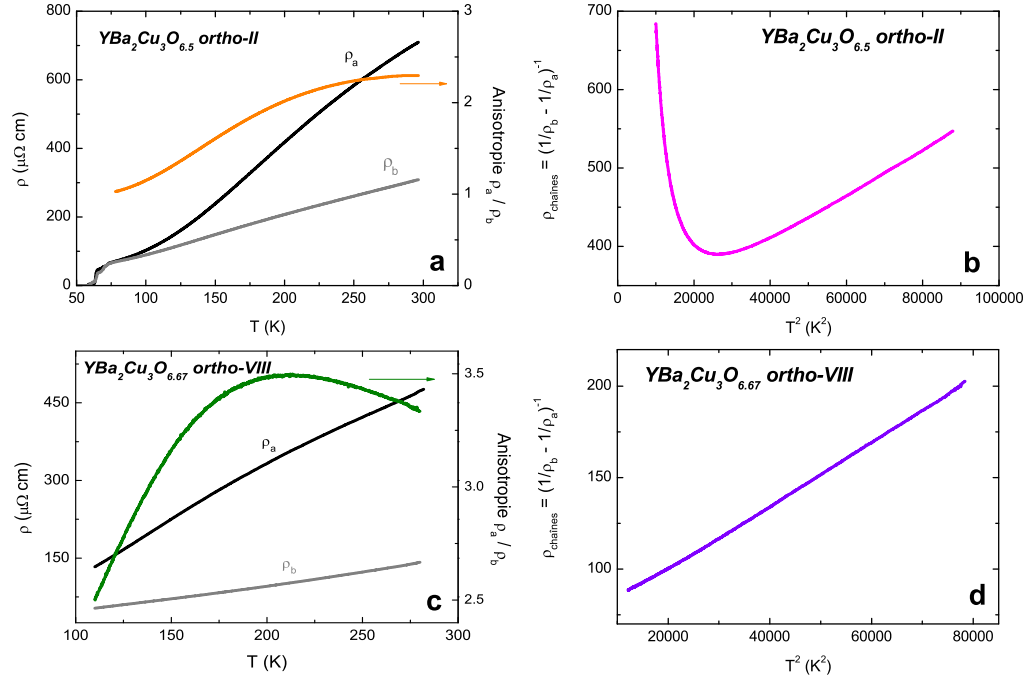 YBa2Cu3O6.5 ortho-II
ρa
ρb
a
800
600
400
200
0
ρ (μΩ cm)
50
100
150
200
250
300
T (K)
3
2
1
0
Anisotropie ρa / ρb
YBa2Cu3O6.5 ortho-II
b
700
600
500
400
ρchaînes = (1/ρb - 1/ρa)-1
0
20000
40000
60000
80000
100000
T2 (K2)
YBa2Cu3O6.67 ortho-VIII
ρa
ρb
c
450
300
150
ρ (μΩ cm)
100
150
200
250
300
T (K)
3.5
3.0
2.5
Anisotropie ρa / ρb
YBa2Cu3O6.67 ortho-VIII
d
200
150
100
ρchaînes = (1/ρb - 1/ρa)-1
20000
40000
60000
80000
T2 (K2)